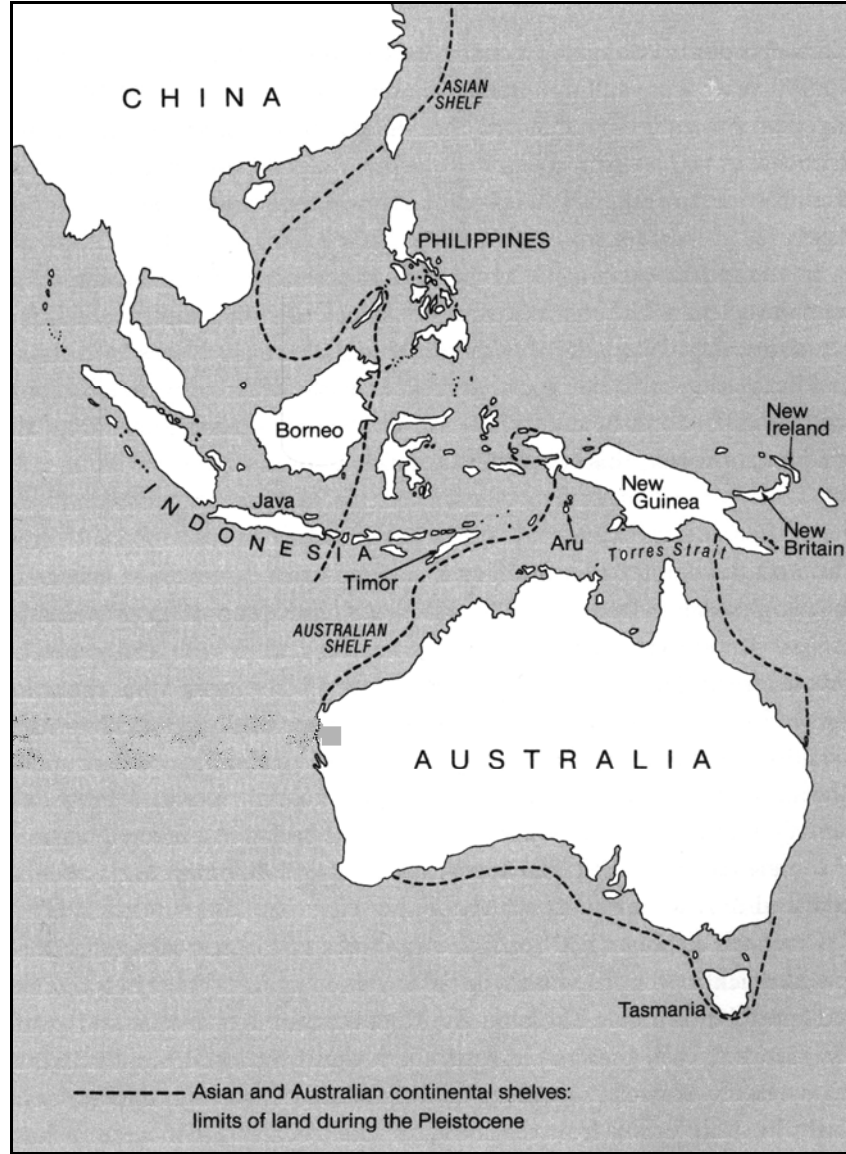 CHINA
ASIAN
SHELF
PHILIPPINES
Borneo
New
Ireland
New
Guinea
Java
INDONESIA
Aru
New
Britain
Torres Strait
Timor
AUSTRALIAN
SHELF
AUSTRALIA
Tasmania
Asian and Australian continental shelves:
limits of land during the Pleistocene